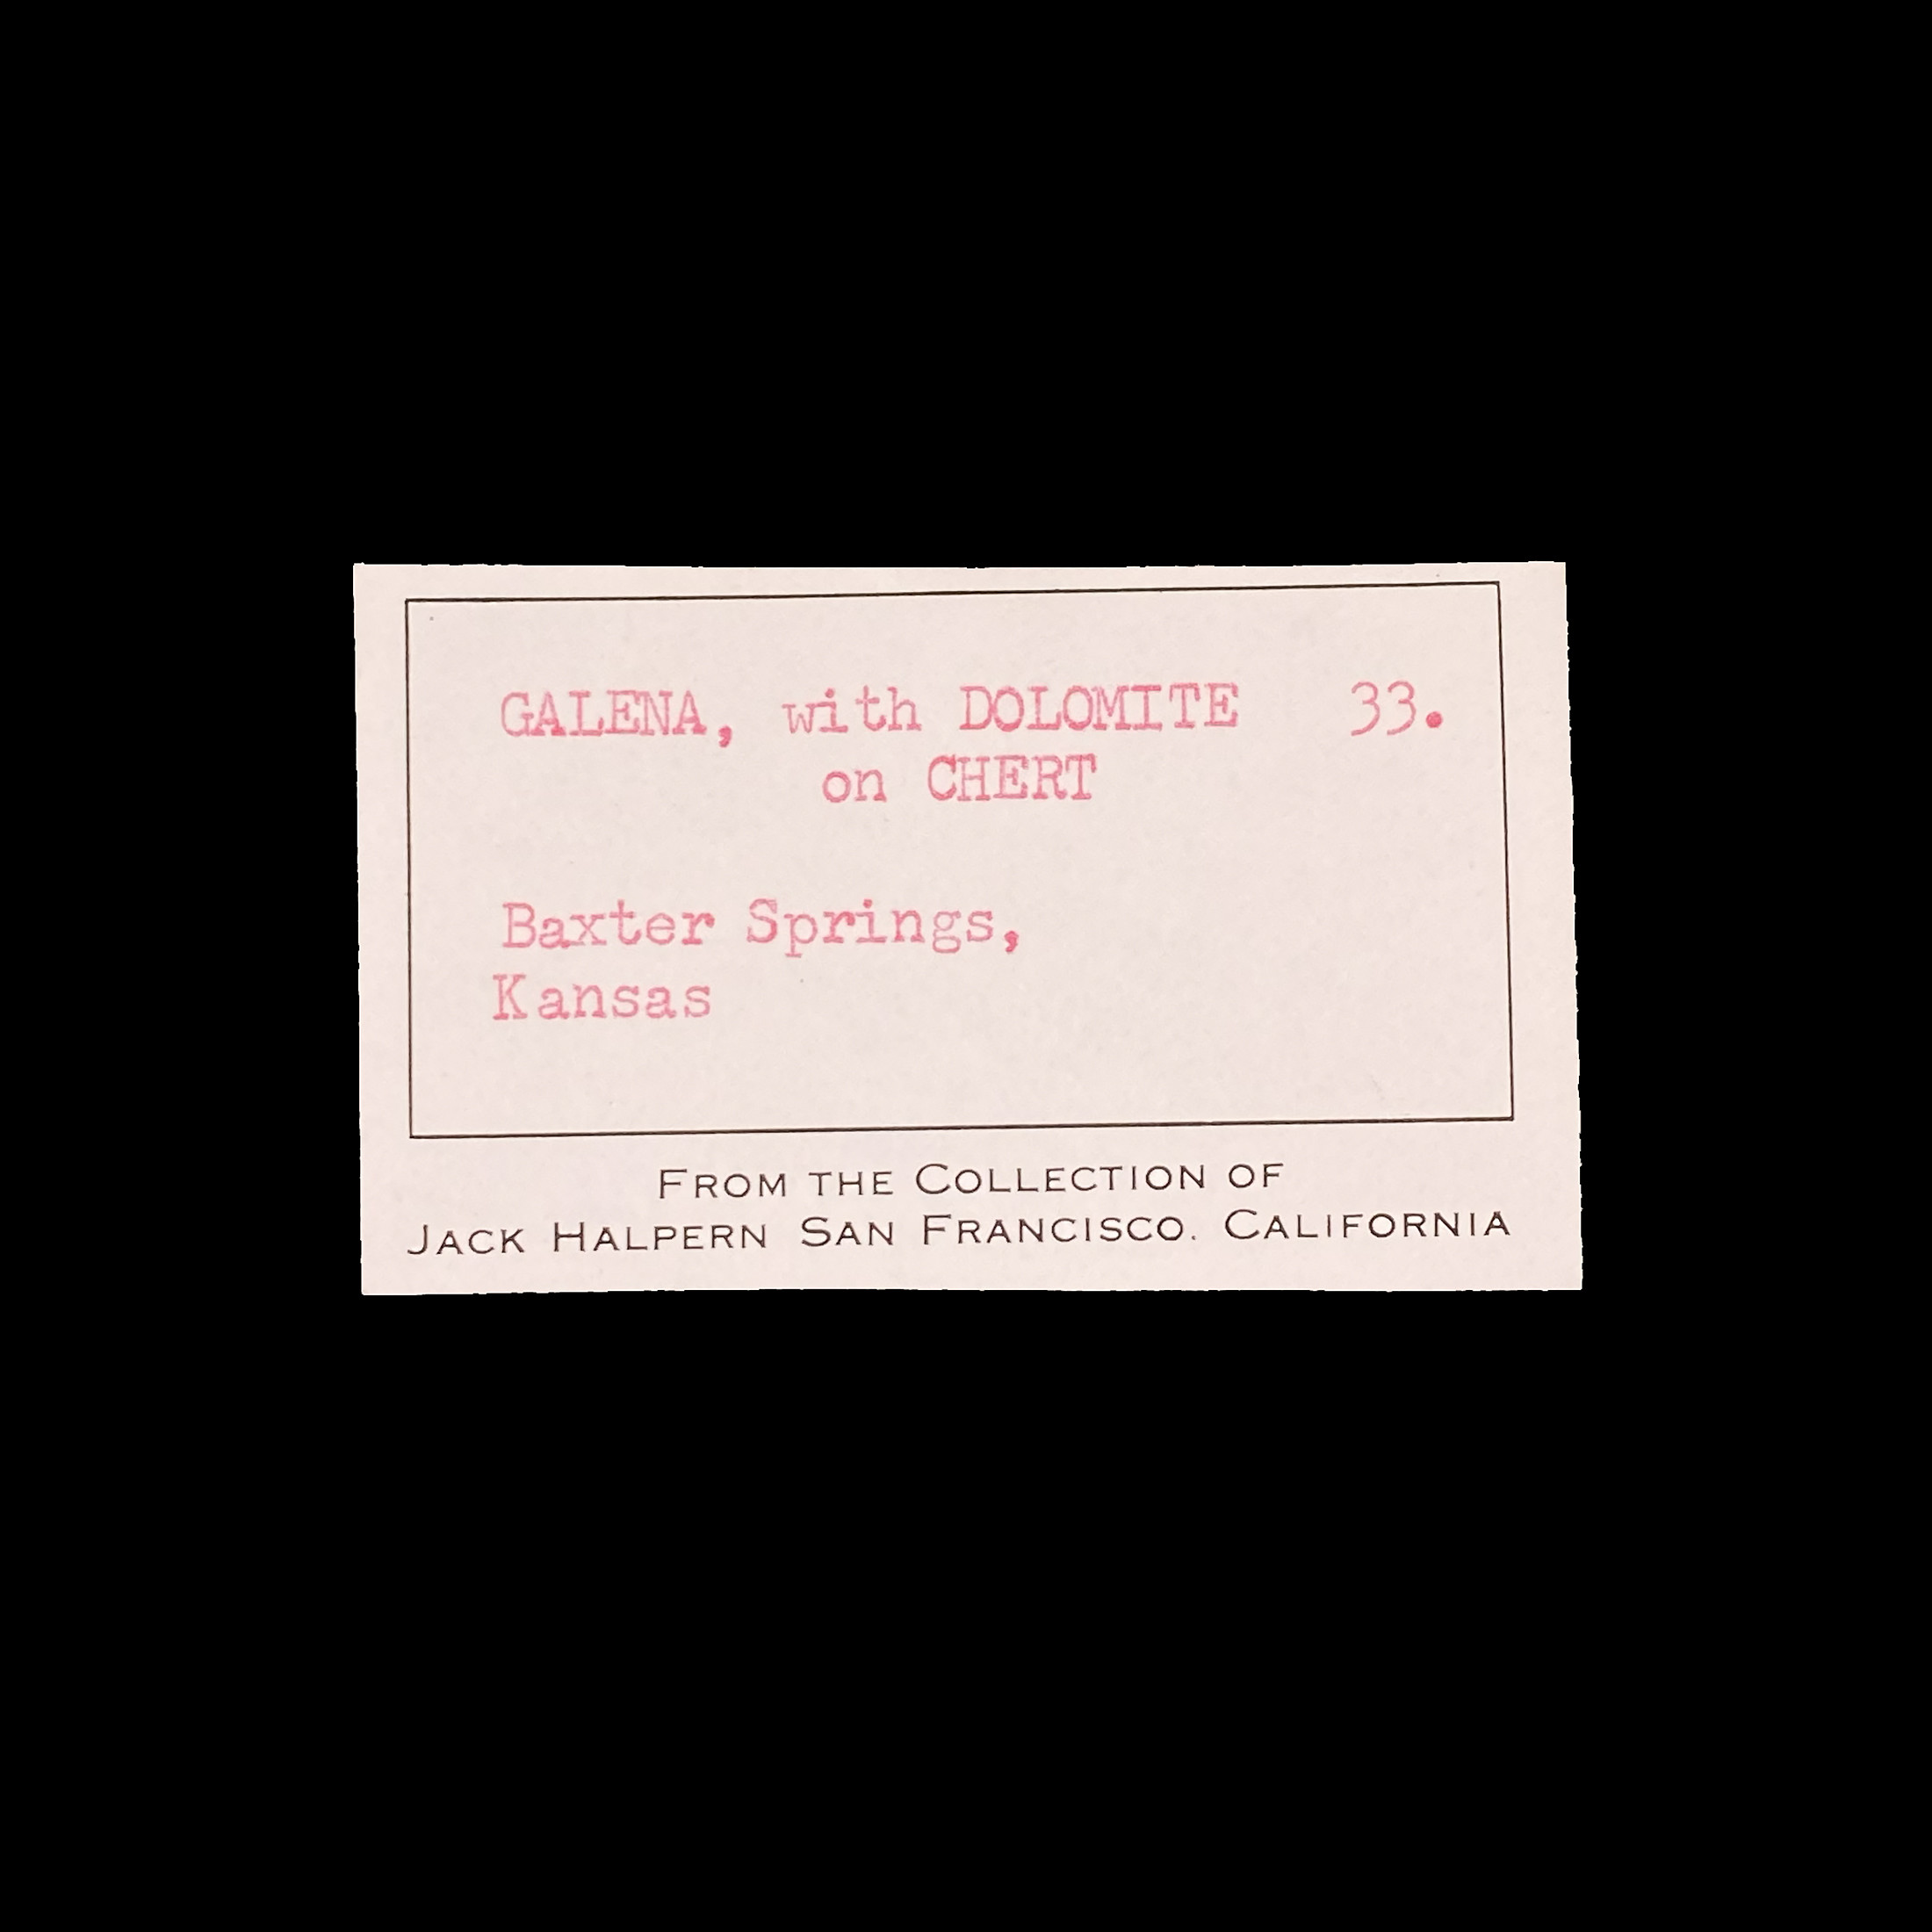 GALENA, with DOLOMITE 33.
on CHERT
Baxter Springs,
Kansas
FROM THE COLLECTION OF
JACK HALPERN SAN FRANCISCO. CALIFORNIA